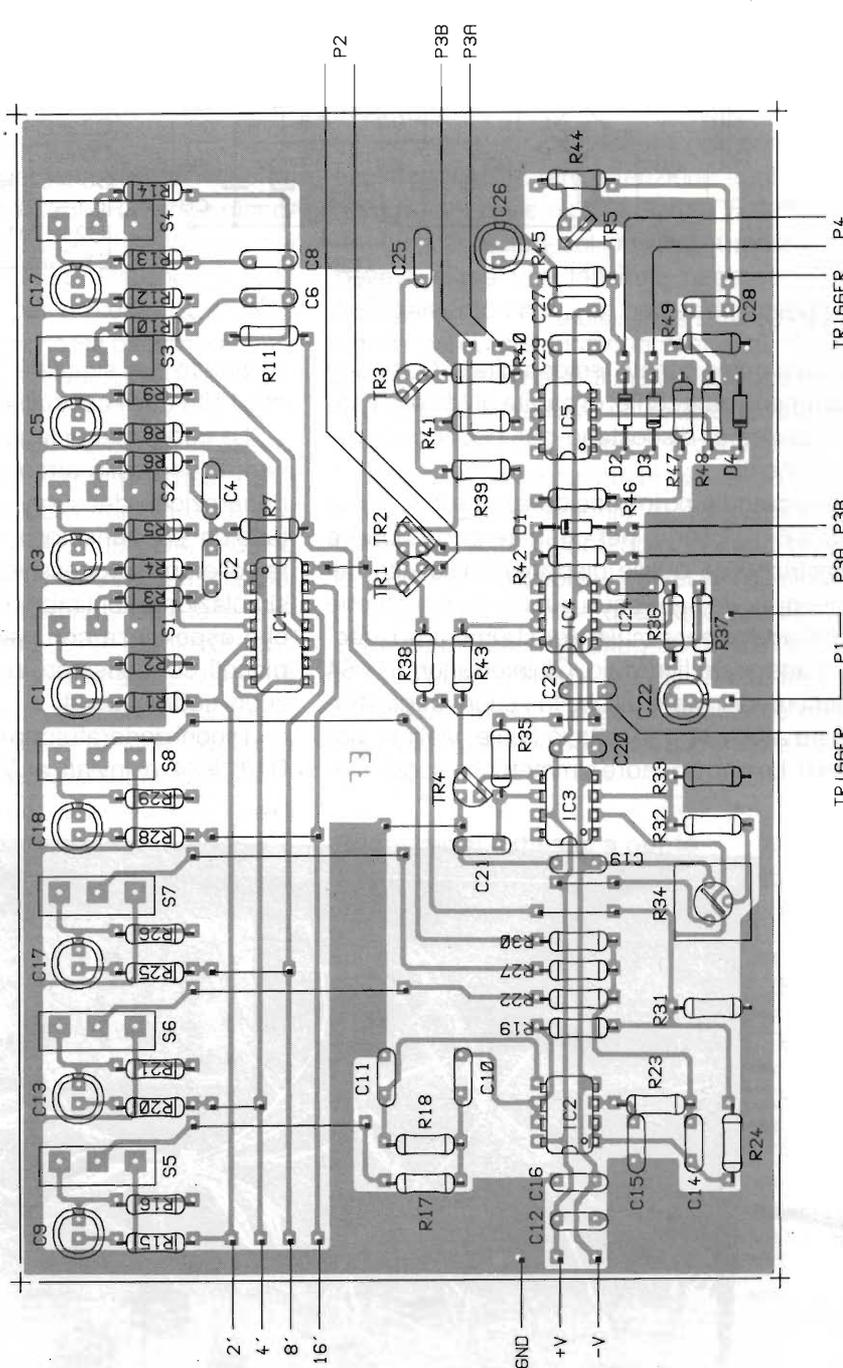 P2
P3B
P3A
C17
R14
S4
R13
R12
C8
C6
C25
C26
R44
TR5
R45
C27
P4
TRIGGER
C5
R10
S3
R9
R8
R11
TR3
R40
R41
C29
IC5
R49
C28
C3
R6
S2
R5
R4
C4
C2
R7
TR2
TR1
R39
D2
D3
R47
R48
D4
D1
R46
R42
P3B
P3A
C1
R3
S1
R2
R1
IC1
R38
R43
IC4
C24
R36
R37
C23
C22
P1
TRIGGER
C18
S8
R29
R28
TR4
R35
C20
IC3
R33
R32
C21
C19
R34
C17
S7
R26
R25
R30
R27
R22
R19
R31
C13
S6
R21
R20
C11
C10
R18
R17
IC2
R23
C15
C14
R24
C9
S5
R16
R15
C16
C12
2'
4'
8'
16'
GND
+V
-V